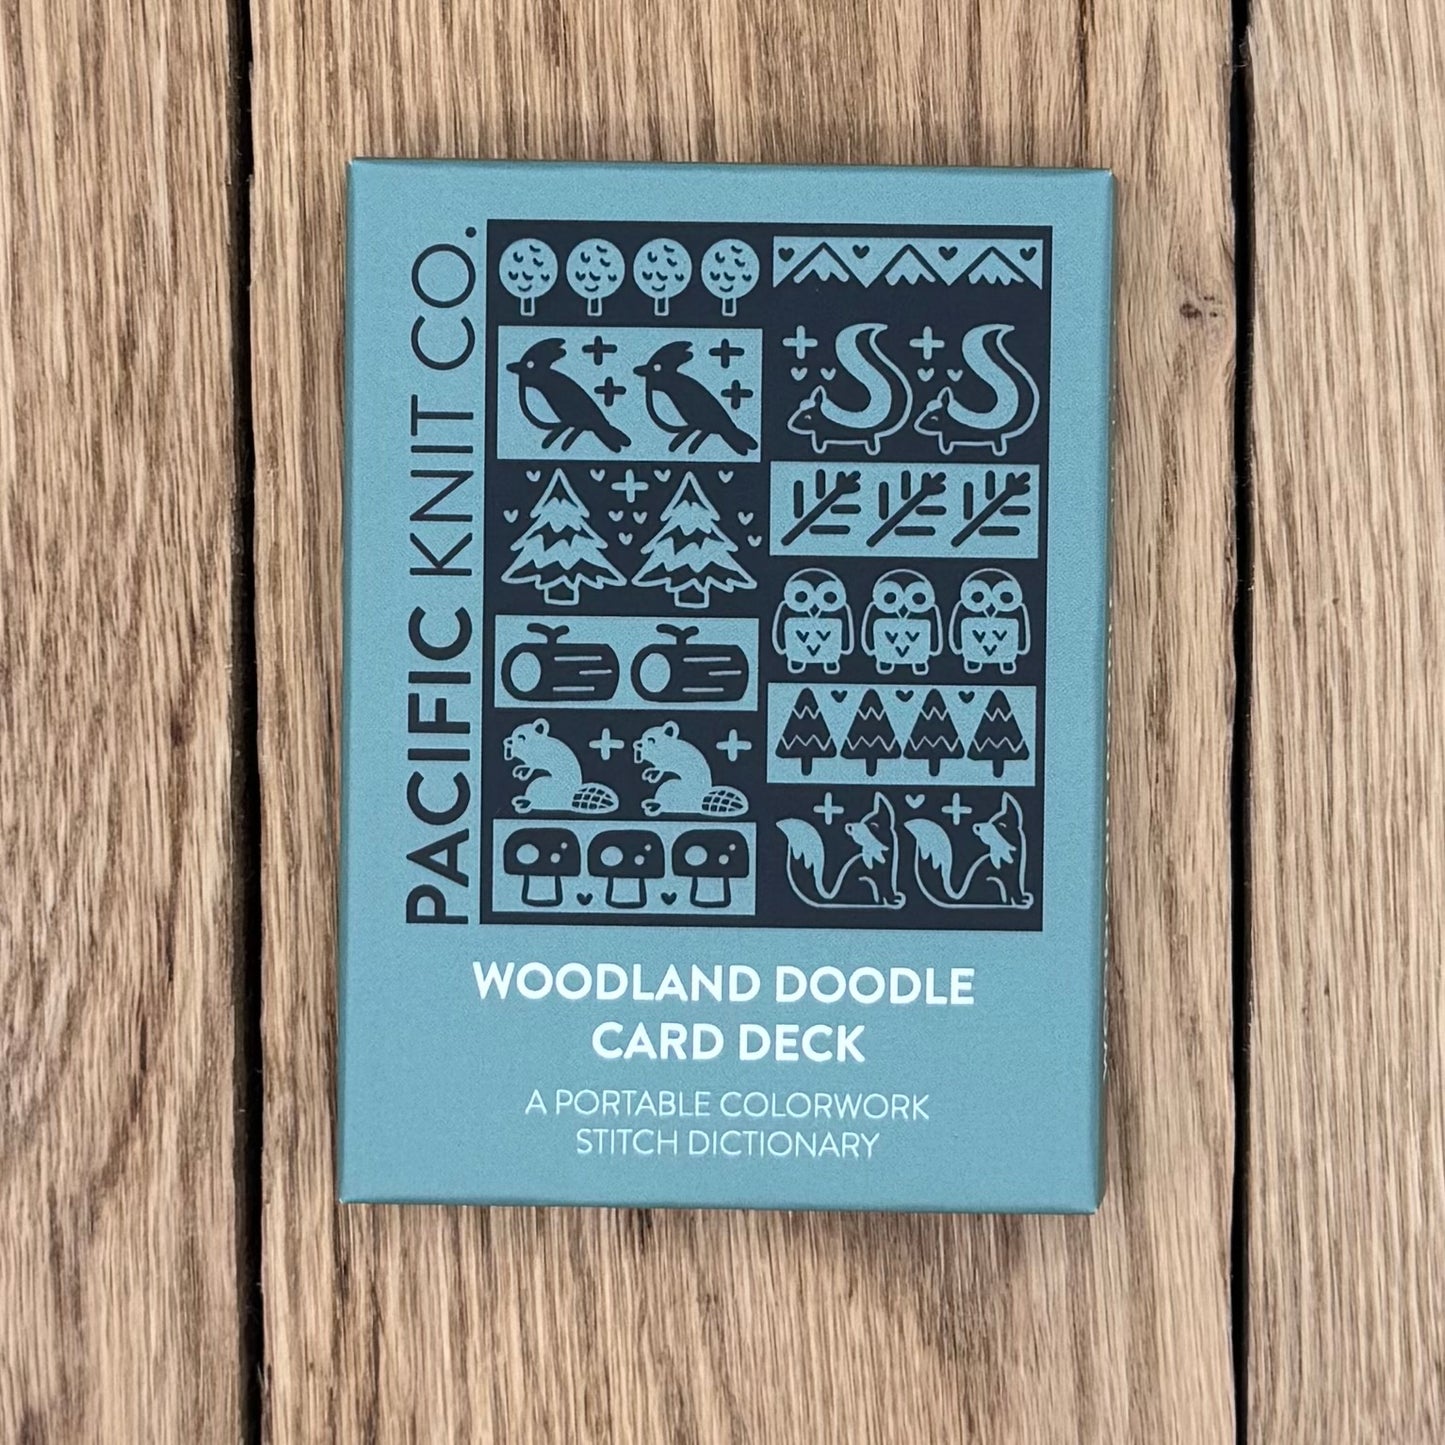 PACIFIC KNIT CO.
WOODLAND DOODLE
CARD DECK
A PORTABLE COLORWORK
STITCH DICTIONARY